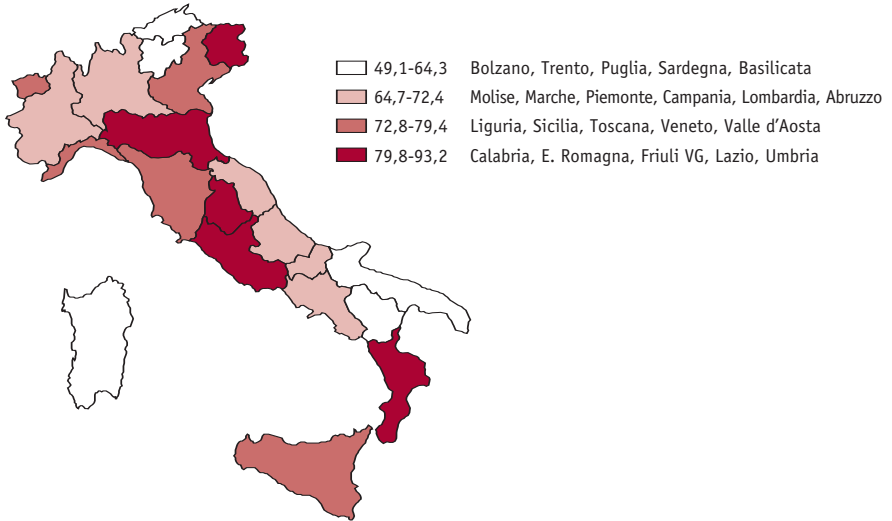 49,1-64,3 Bolzano, Trento, Puglia, Sardegna, Basilicata
64,7-72,4 Molise, Marche, Piemonte, Campania, Lombardia, Abruzzo
72,8-79,4 Liguria, Sicilia, Toscana, Veneto, Valle d'Aosta
79,8-93,2 Calabria, E. Romagna, Friuli VG, Lazio, Umbria